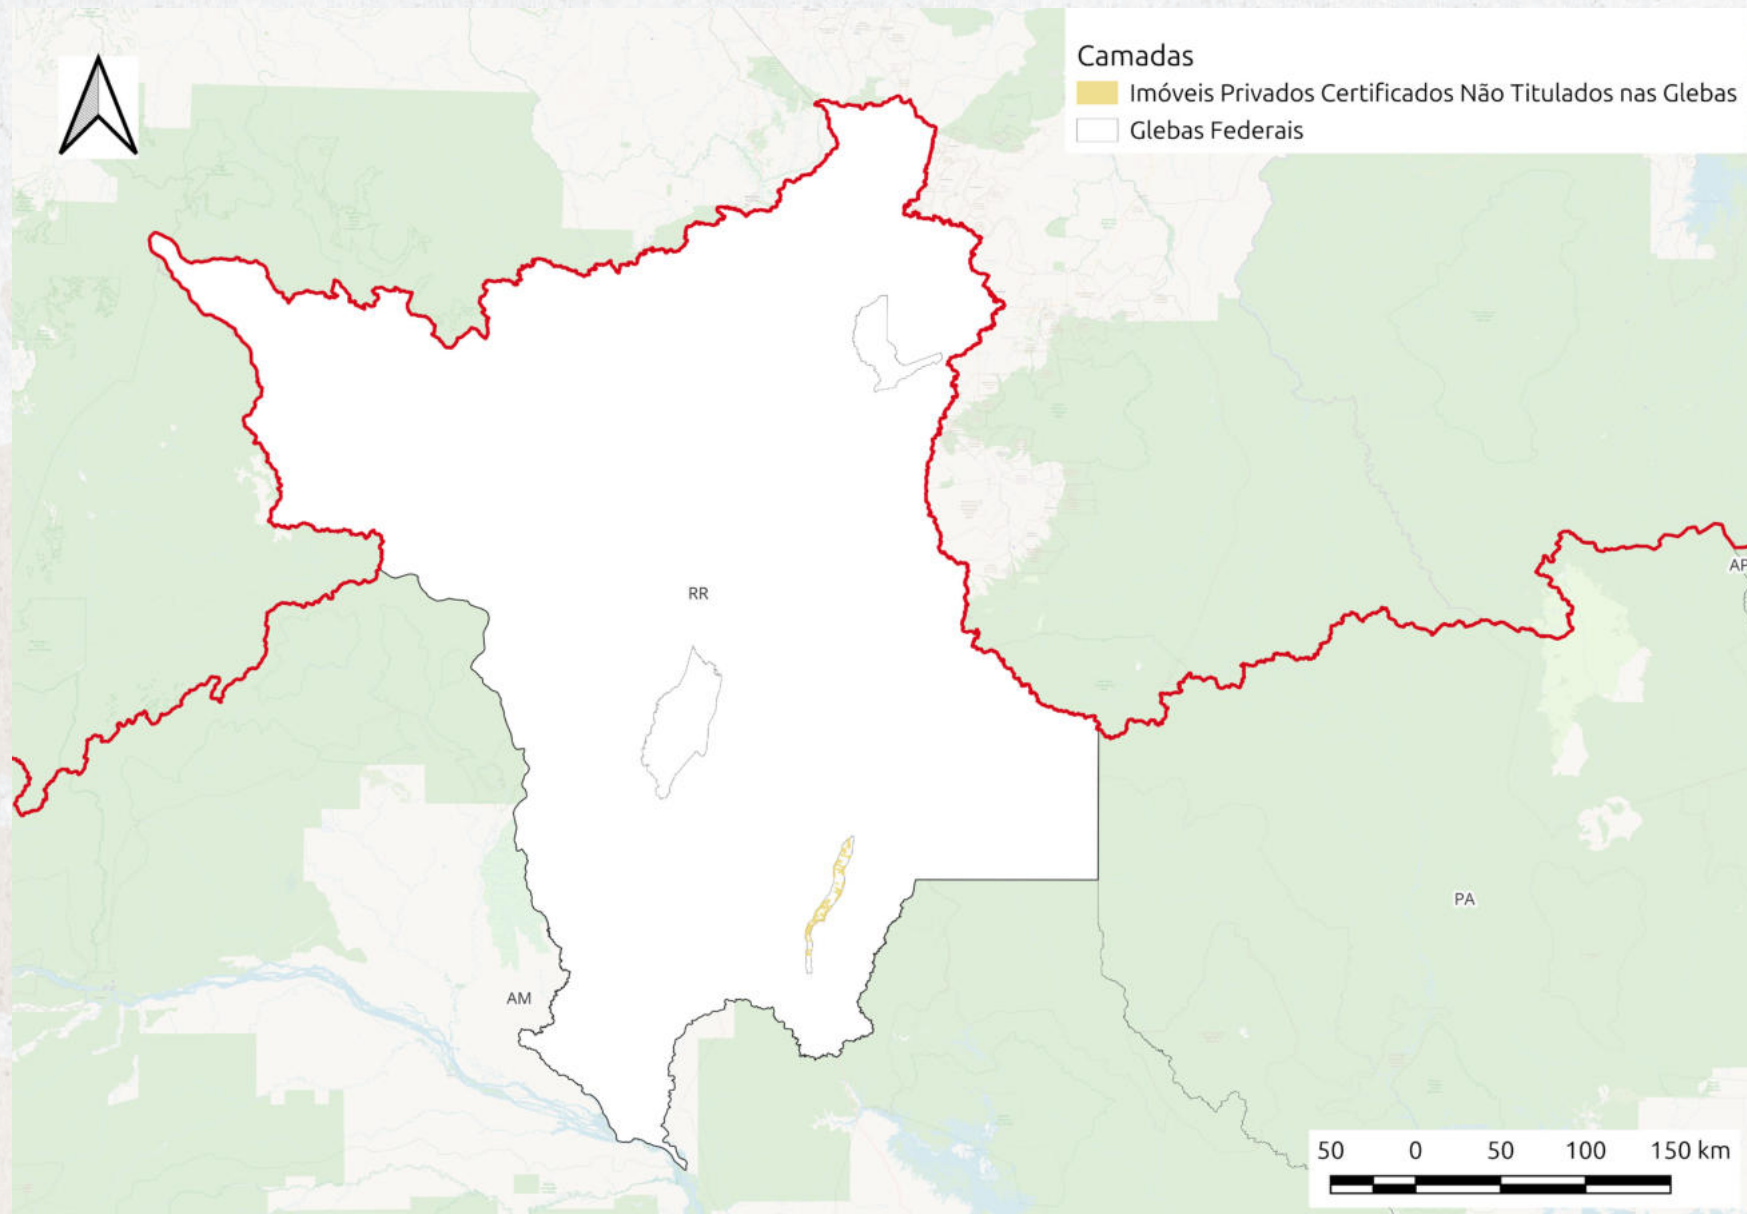 Camadas
Imóveis Privados Certificados Não Titulados nas Glebas
Glebas Federais
RR
AP
PA
AM
50 0 50 100 150 km